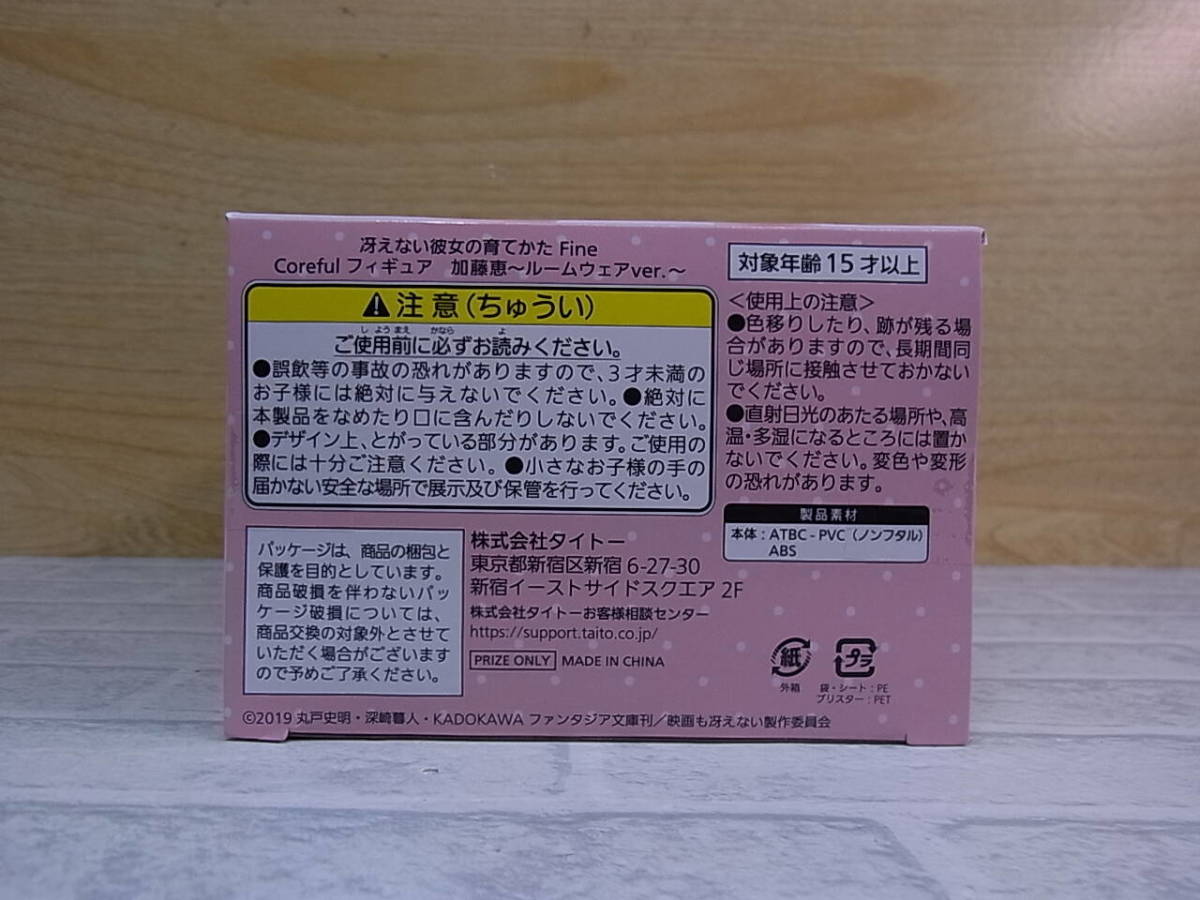 冴えない彼女の育てかた Fine
Coreful フィギュア　加藤恵～ルームウェアver.～
対象年齢15才以上
注意(ちゅうい)
しようまえ かなら よ
ご使用前に必ずお読みください。
●誤飲等の事故の恐れがありますので、3才未満の
お子様には絶対に与えないでください。●絶対に
本製品をなめたり口に含んだりしないでください。
●デザイン上、とがっている部分があります。ご使用の
際には十分ご注意ください。●小さなお子様の手の
届かない安全な場所で展示及び保管を行ってください。
＜使用上の注意＞
●色移りしたり、跡が残る場
合がありますので、長期間同
じ場所に接触させておかない
でください。
●直射日光のあたる場所や、高
温・多湿になるところには置か
ないでください。変色や変形
の恐れがあります。
製品素材
本体：ATBC-PVC（ノンフタル）
ABS
パッケージは、商品の梱包と
保護を目的としています。
商品破損を伴わないパッ
ケージ破損については、
商品交換の対象外とさせて
いただく場合がございます
ので予めご了承ください。
株式会社タイトー
東京都新宿区新宿 6-27-30
新宿イーストサイドスクエア 2F
株式会社タイトーお客様相談センター
https://support.taito.co.jp/
PRIZE ONLY MADE IN CHINA
紙
外箱
プラ
袋・シート：PE
ブリスター：PET
©2019 丸戸史明・深崎暮人・KADOKAWA ファンタジア文庫刊／映画も冴えない製作委員会